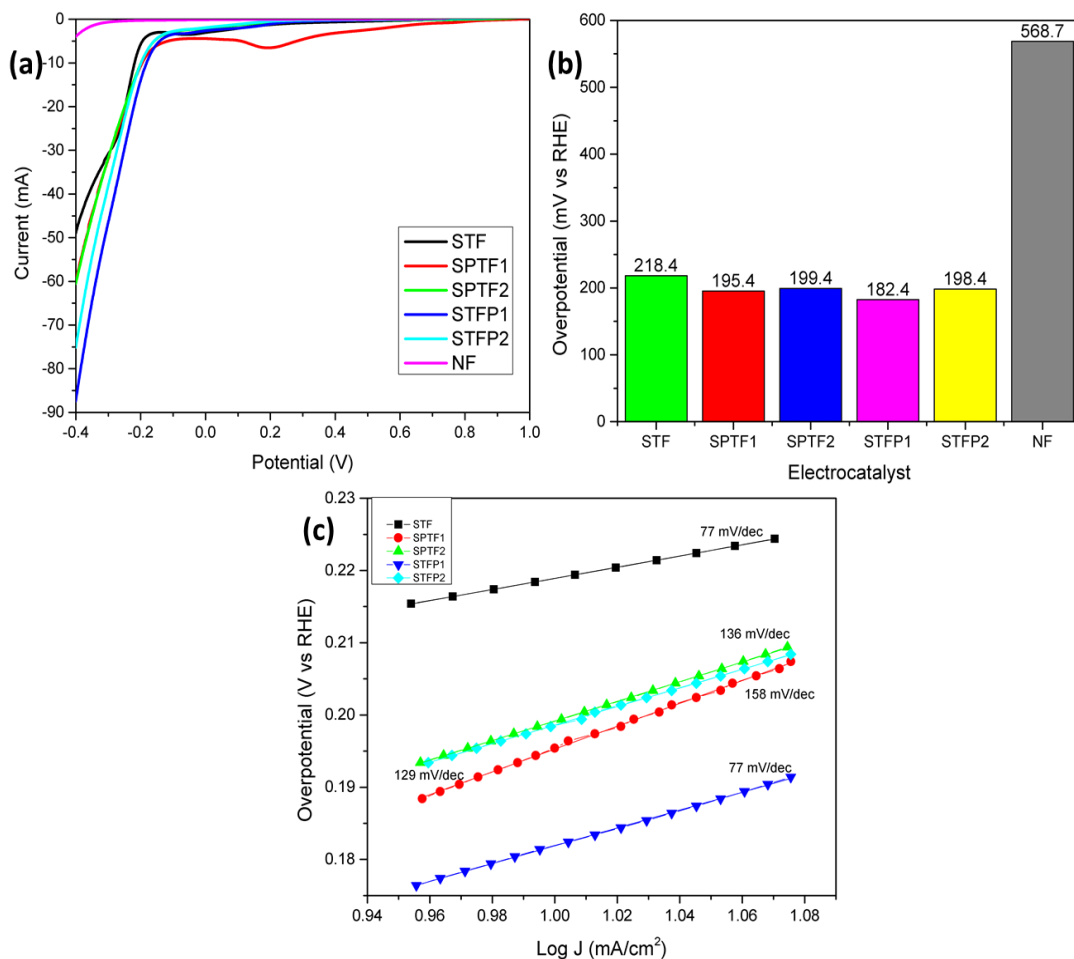 (a)
0
-10
-20
-30
-40
-50
-60
-70
-80
-90
-0.4
-0.2
0.0
0.2
0.4
0.6
0.8
1.0
Current (mA)
Potential (V)
STF
SPTF1
SPTF2
STFP1
STFP2
NF
(b)
600
500
400
300
200
100
0
Overpotential (mV vs RHE)
218.4
195.4
199.4
182.4
198.4
568.7
STF
SPTF1
SPTF2
STFP1
STFP2
NF
Electrocatalyst
(c)
0.23
0.22
0.21
0.20
0.19
0.18
Overpotential (V vs RHE)
STF
SPTF1
SPTF2
STFP1
STFP2
77 mV/dec
136 mV/dec
158 mV/dec
129 mV/dec
77 mV/dec
0.94
0.96
0.98
1.00
1.02
1.04
1.06
1.08
Log J (mA/cm²)